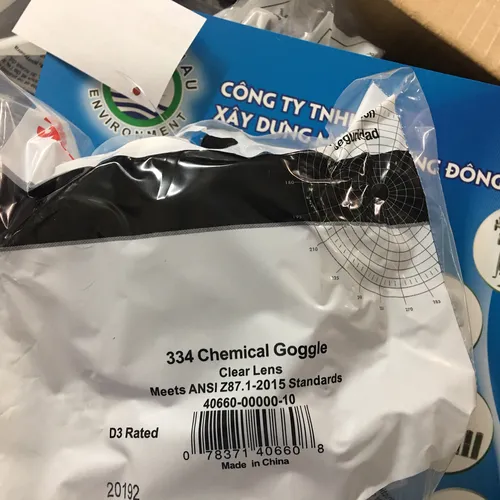 AU
ENVIRONMENT
CÔNG TY TNHH
XÂY DỰNG
ĐÔNG
334 Chemical Goggle
Clear Lens
Meets ANSI Z87.1-2015 Standards
40660-00000-10
D3 Rated
0 78371 40660 8
Made in China
20192